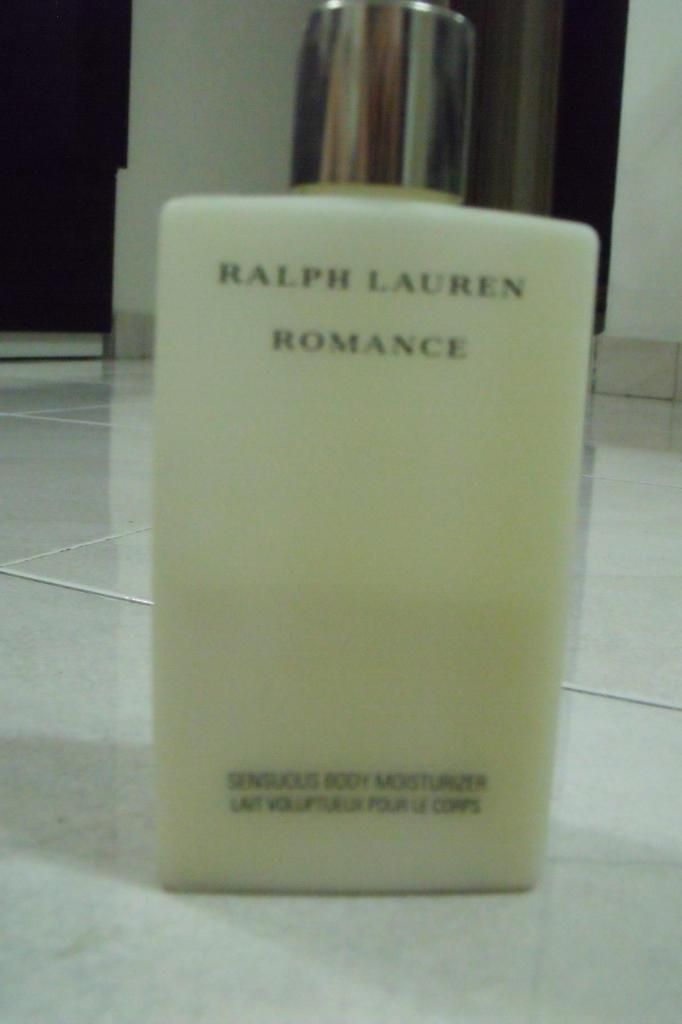 RALPH LAUREN
ROMANCE
SENSUOUS BODY MOISTURIZER
LAIT VOLUPTUEUX POUR LE CORPS